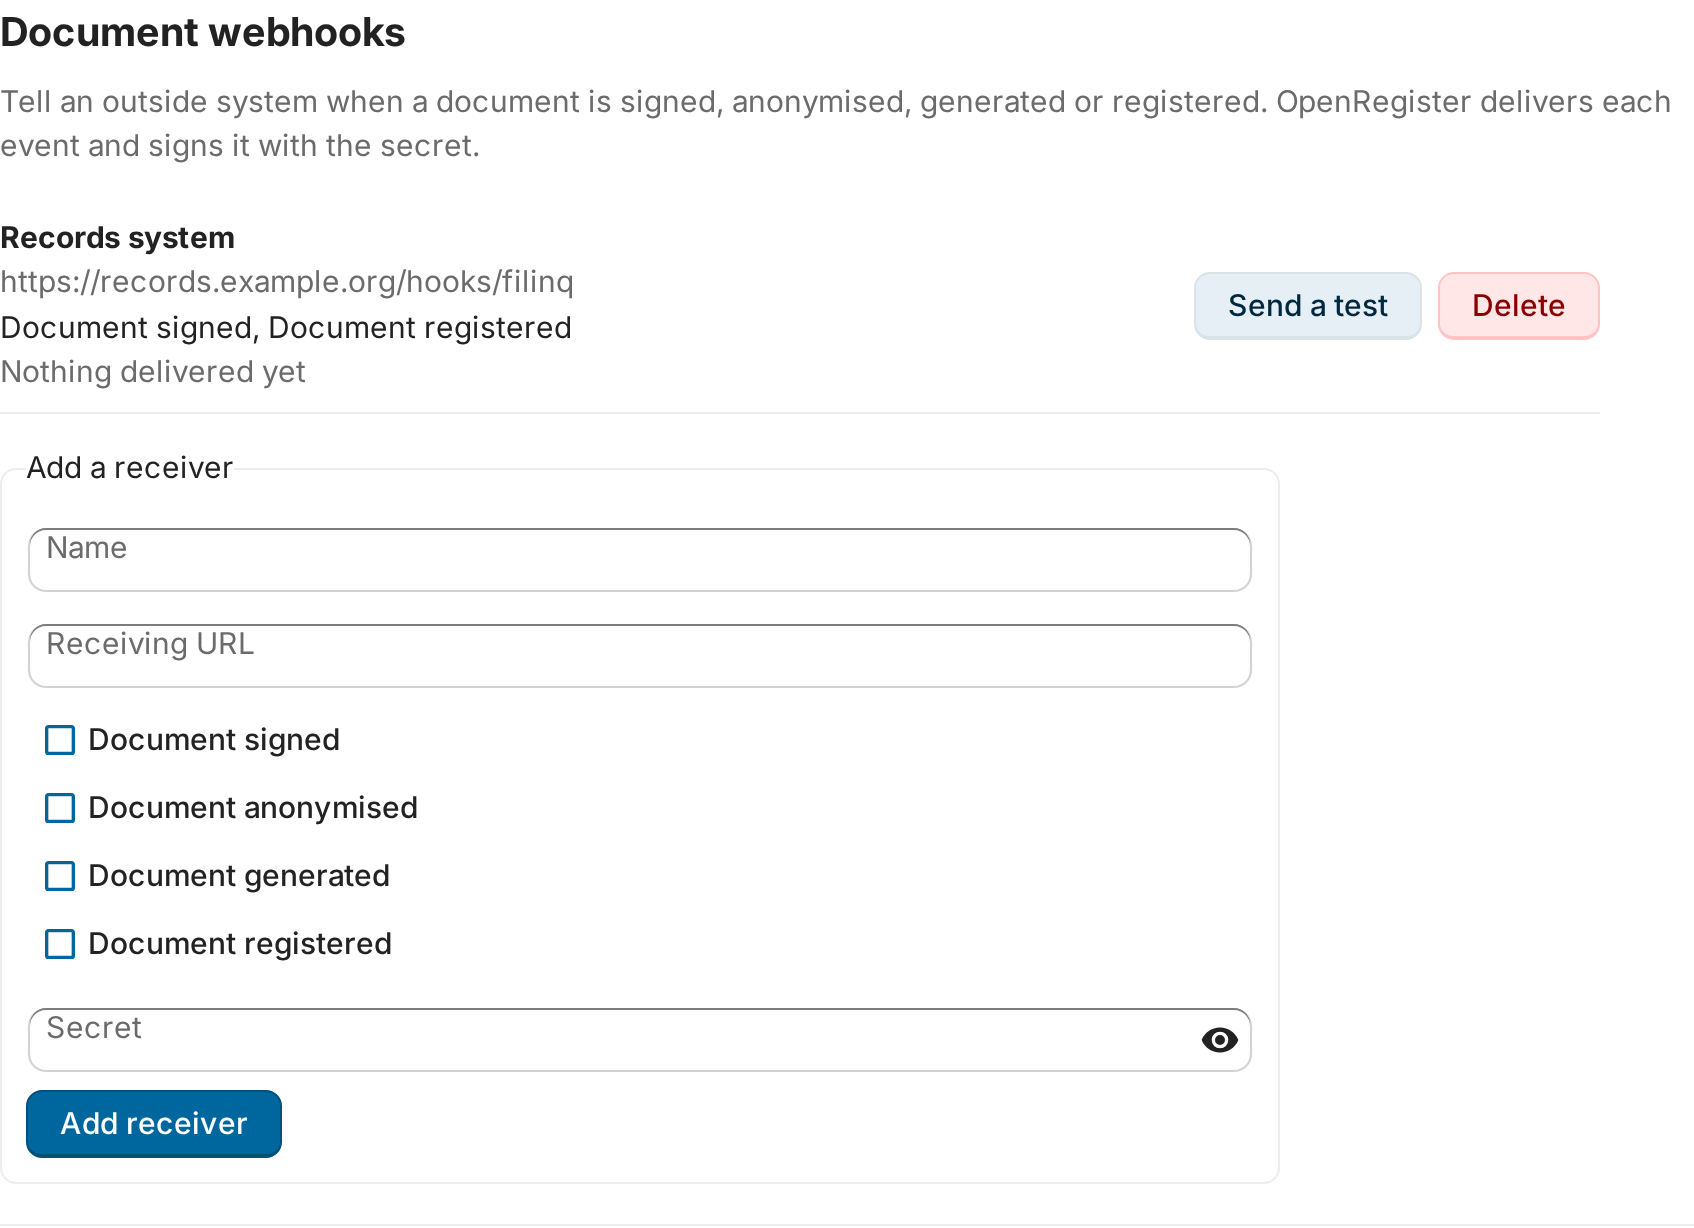 Document webhooks
Tell an outside system when a document is signed, anonymised, generated or registered. OpenRegister delivers each
event and signs it with the secret.
Records system
https://records.example.org/hooks/filinq
Document signed, Document registered
Nothing delivered yet
Send a test
Delete
Add a receiver
Name
Receiving URL
Document signed
Document anonymised
Document generated
Document registered
Secret
Add receiver